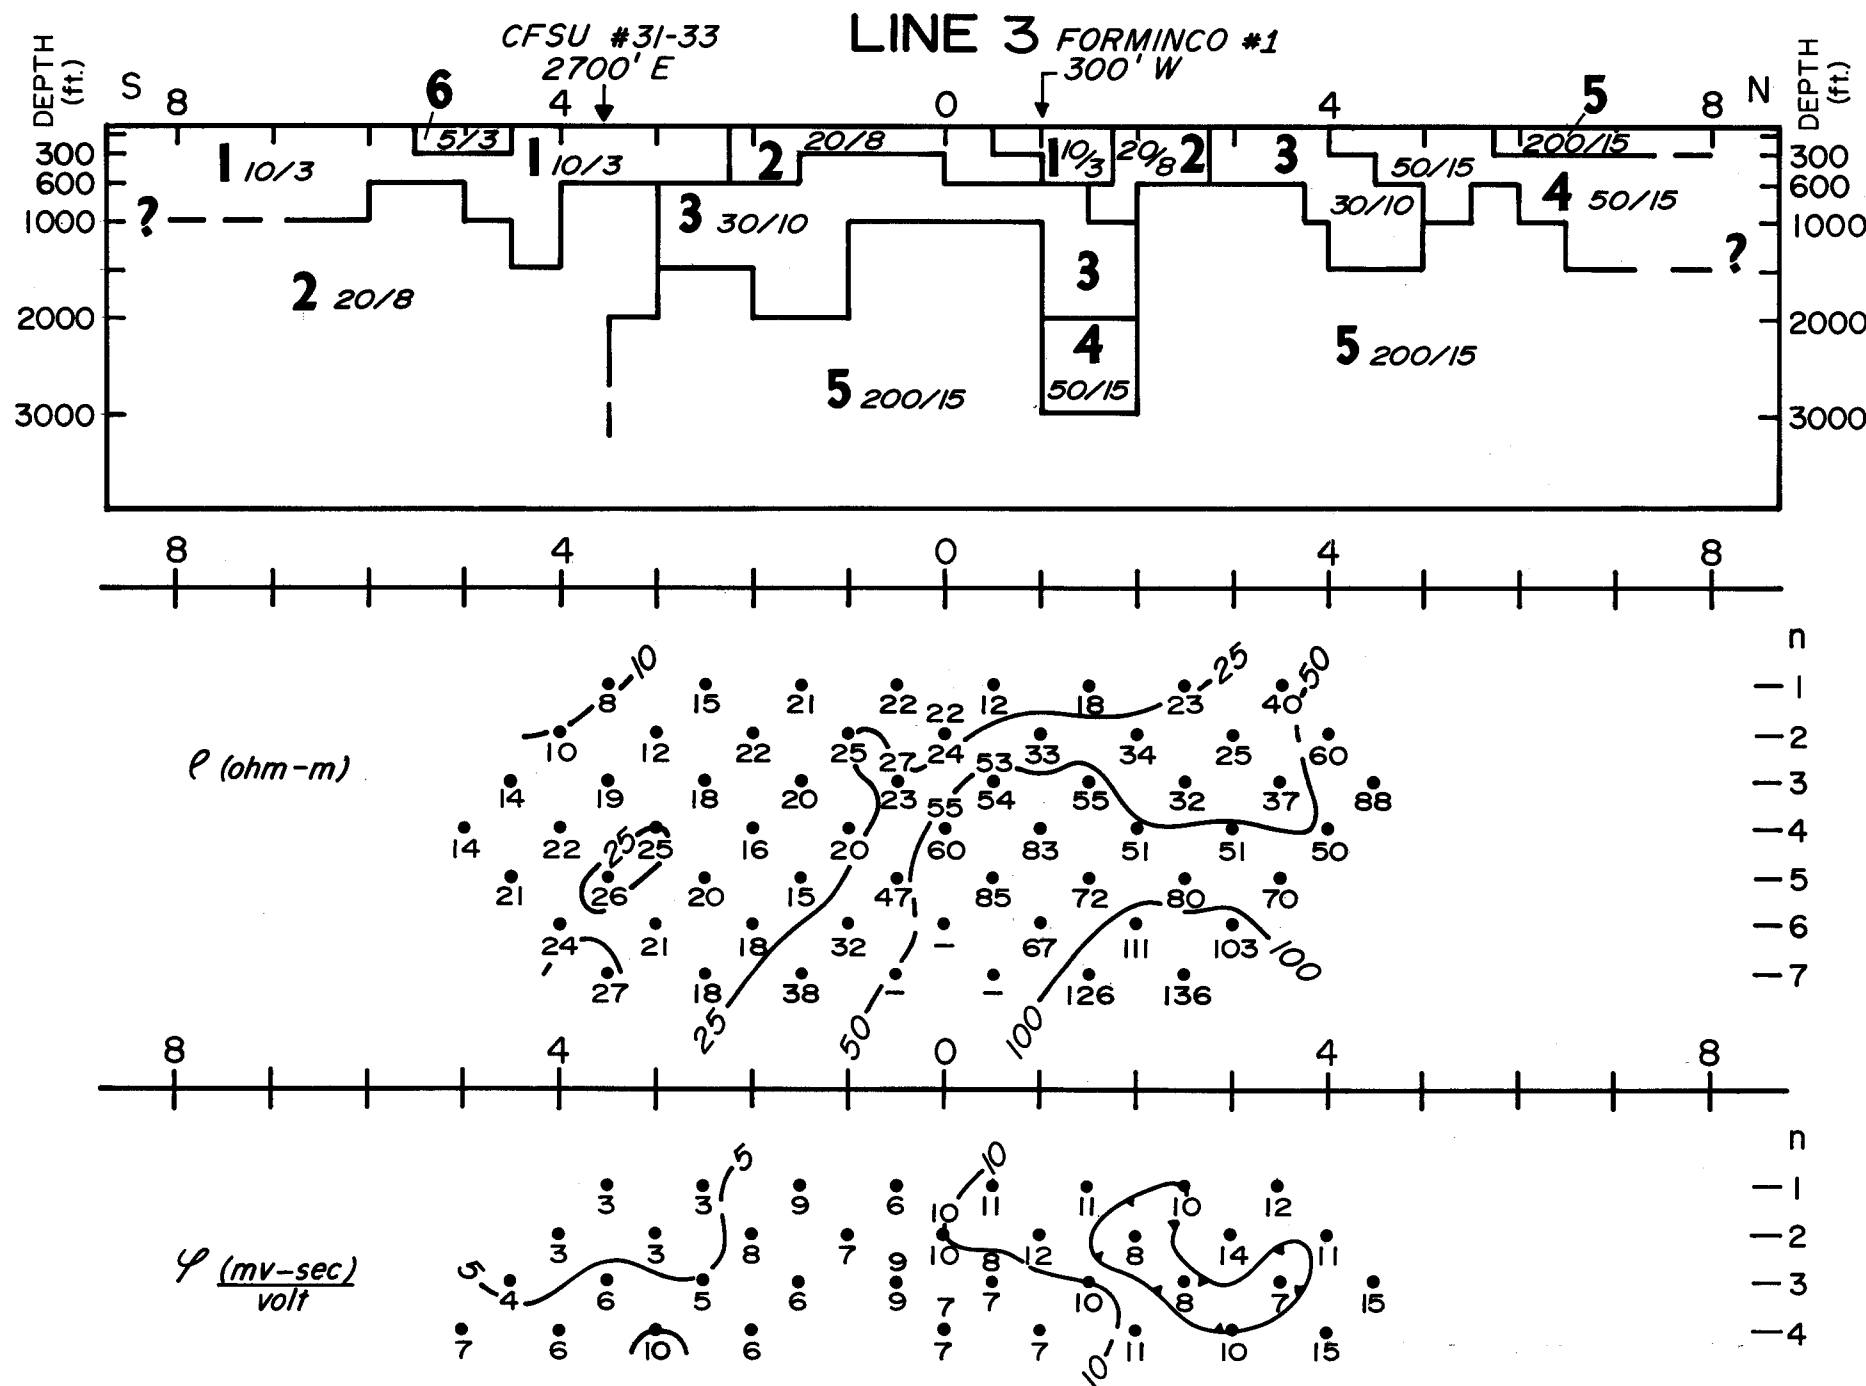 LINE 3
CFSU #31-33
2700' E
FORMINCO #1
300' W
DEPTH (ft.)
S 8 4 0 4 8 N
DEPTH (ft.)
6 5
5/3 20/8 200/15
300 1 10/3 1 10/3 2 1 10/3 20/8 2 3 50/15 300
600 600
? 1000 3 30/10 30/10 4 50/15 1000
3 ?
2 20/8
2000 4 5 200/15 2000
5 200/15 50/15
3000 3000
8 4 0 4 8
n
10 25 50
8 15 21 22 12 18 23 40 1
22
10 12 22 25 24 33 34 25 60 2
27 53
14 19 18 20 23 54 55 32 37 88 3
55
14 22 25 16 20 60 83 51 51 50 4
25
21 26 20 15 47 85 72 80 70 5
24 21 18 32 – 67 111 103 6
100
27 18 38 – – 126 136 7
25 50 100
ρ (ohm-m)
8 4 0 4 8
n
5 10
3 3 9 6 11 11 10 12 1
10
3 3 8 7 10 12 8 14 11 2
5 9 8
4 6 5 6 9 7 10 8 7 15 3
7
7 6 10 6 7 7 11 10 15 4
10
φ (mv-sec)
volt